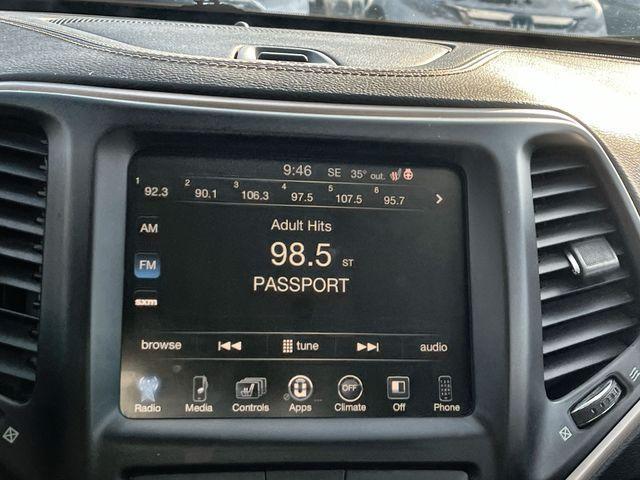 9:46 SE 35° out.
1 92.3 2 90.1 3 106.3 4 97.5 5 107.5 6 95.7
AM
Adult Hits
98.5 ST
FM
PASSPORT
sxm
browse tune audio
OFF
Radio Media Controls Apps Climate Off Phone